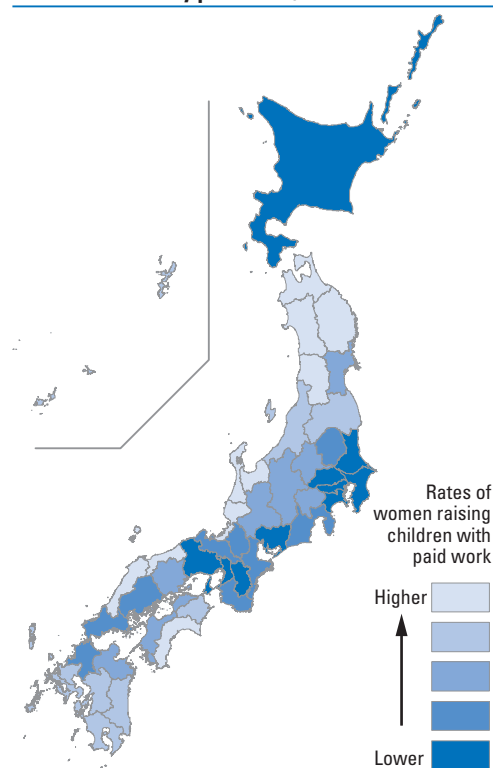 Rates of
women raising
children with
paid work
Higher
Lower